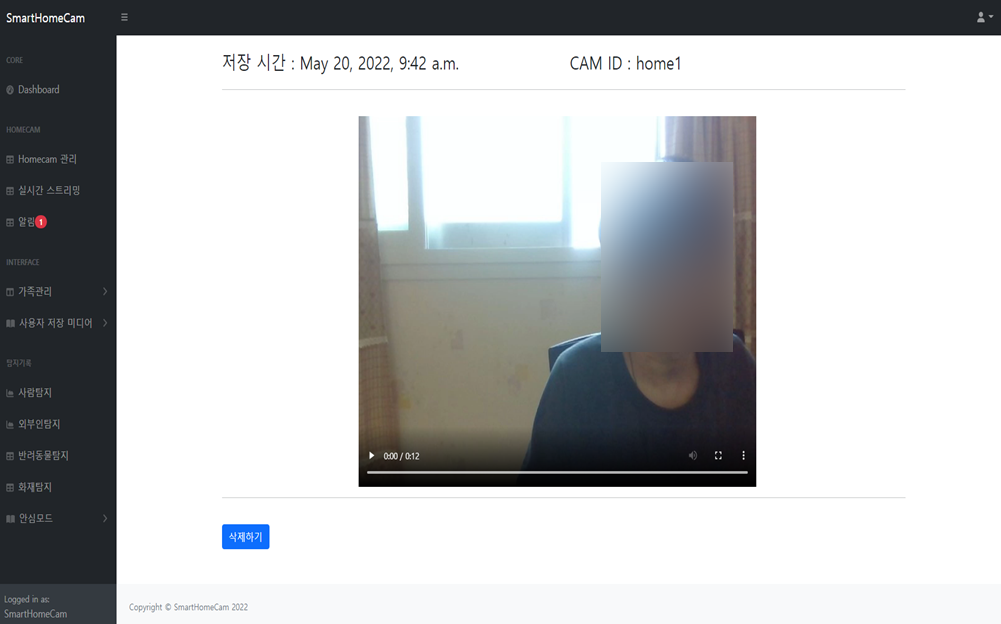 SmartHomeCam
CORE
Dashboard
HOMECAM
Homecam 관리
실시간 스트리밍
알림 1
INTERFACE
가족관리
사용자 저장 미디어
탐지기록
사람탐지
외부인탐지
반려동물탐지
화재탐지
안심모드
Logged in as:
SmartHomeCam
저장 시간 : May 20, 2022, 9:42 a.m.
CAM ID : home1
0:00 / 0:12
삭제하기
Copyright © SmartHomeCam 2022